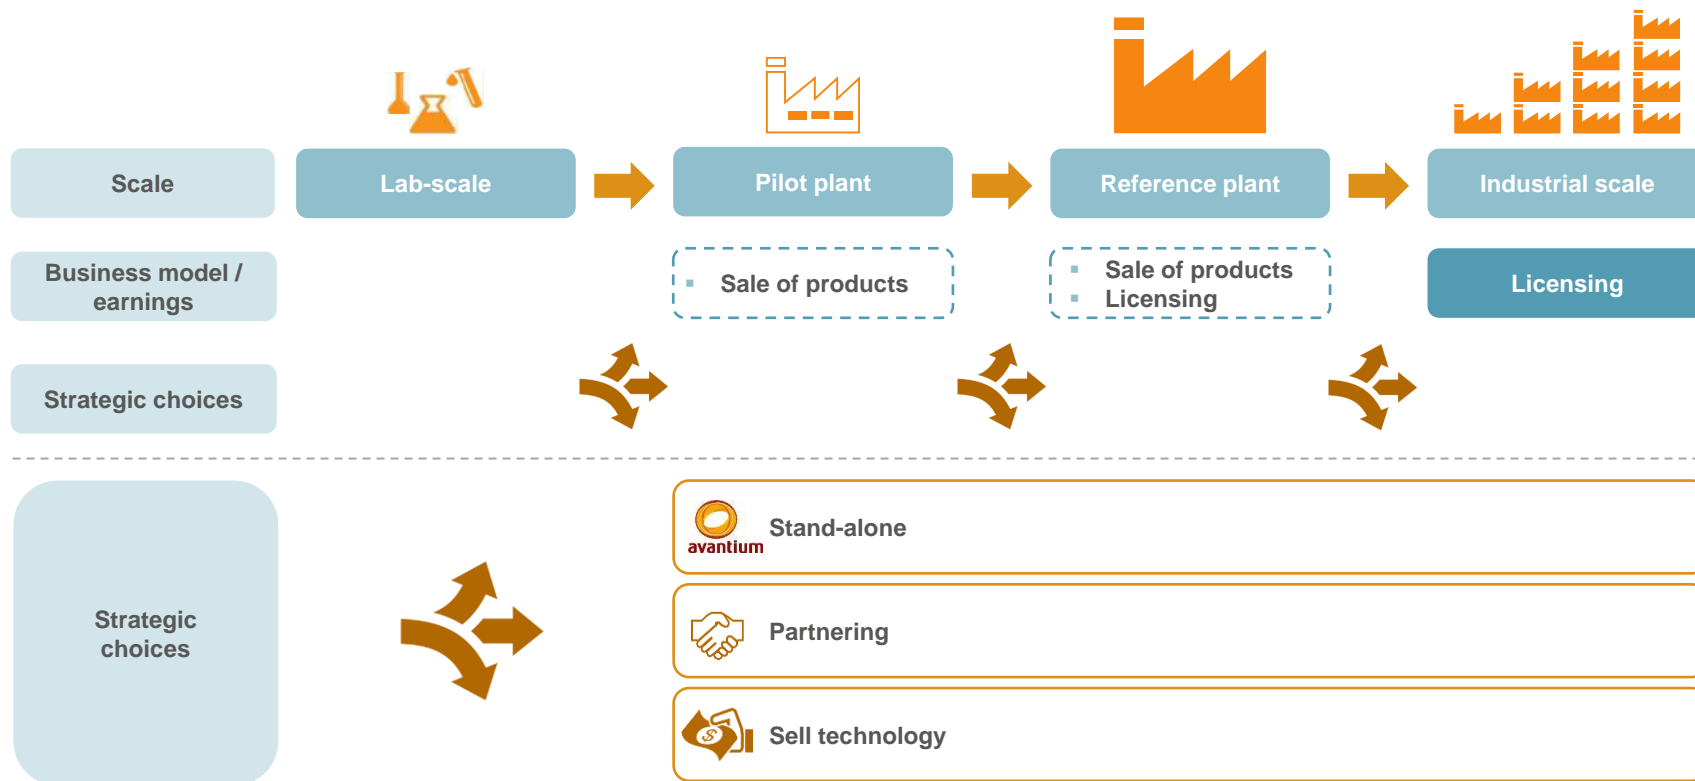 Scale
Lab-scale
Pilot plant
Reference plant
Industrial scale
Business model /
earnings
Sale of products
Sale of products
Licensing
Licensing
Strategic choices
Strategic
choices
avantium
Stand-alone
Partnering
$
Sell technology